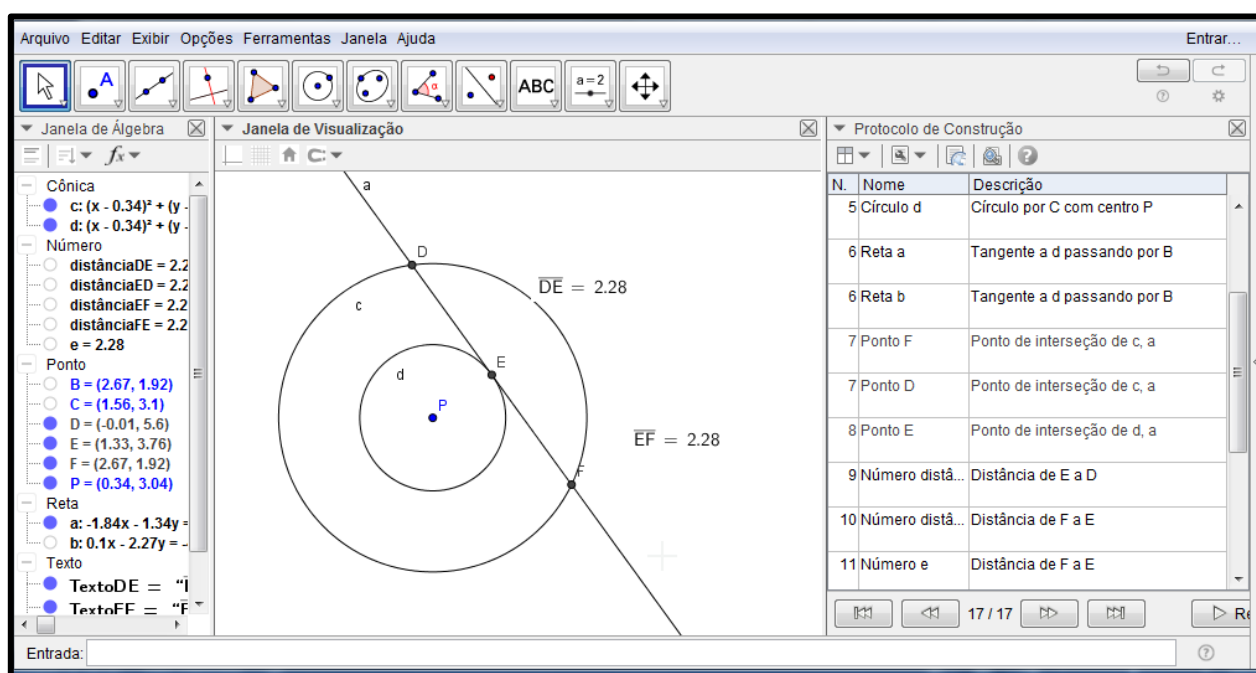 Arquivo Editar Exibir Opções Ferramentas Janela Ajuda Entrar...
A α ABC a=2
Janela de Álgebra
Cônica
c: (x - 0.34)² + (y -
d: (x - 0.34)² + (y -
Número
distânciaDE = 2.2
distânciaED = 2.2
distânciaEF = 2.2
distânciaFE = 2.2
e = 2.28
Ponto
B = (2.67, 1.92)
C = (1.56, 3.1)
D = (-0.01, 5.6)
E = (1.33, 3.76)
F = (2.67, 1.92)
P = (0.34, 3.04)
Reta
a: -1.84x - 1.34y =
b: 0.1x - 2.27y = -
Texto
TextoDE = “
TextoEF = “
Janela de Visualização
a
D
DE = 2.28
c
E
d
P
EF = 2.28
F
Protocolo de Construção
N. Nome Descrição
5 Círculo d Círculo por C com centro P
6 Reta a Tangente a d passando por B
6 Reta b Tangente a d passando por B
7 Ponto F Ponto de interseção de c, a
7 Ponto D Ponto de interseção de c, a
8 Ponto E Ponto de interseção de d, a
9 Número distâ... Distância de E a D
10 Número distâ... Distância de F a E
11 Número e Distância de F a E
17 / 17 Re
Entrada: